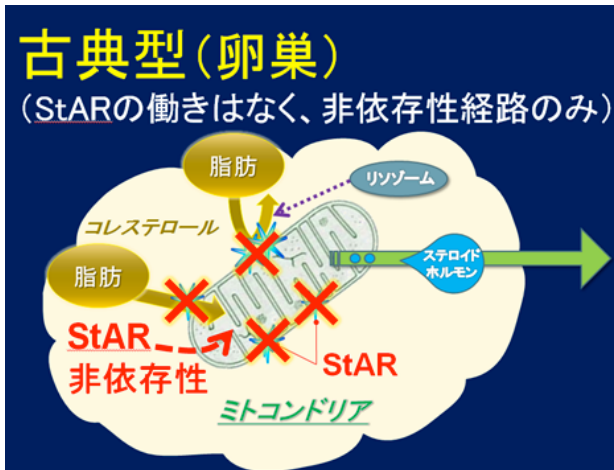 古典型(卵巣)
(StARの働きはなく、非依存性経路のみ)
脂肪
リソゾーム
コレステロール
脂肪
ステロイド
ホルモン
StAR
非依存性
StAR
ミトコンドリア